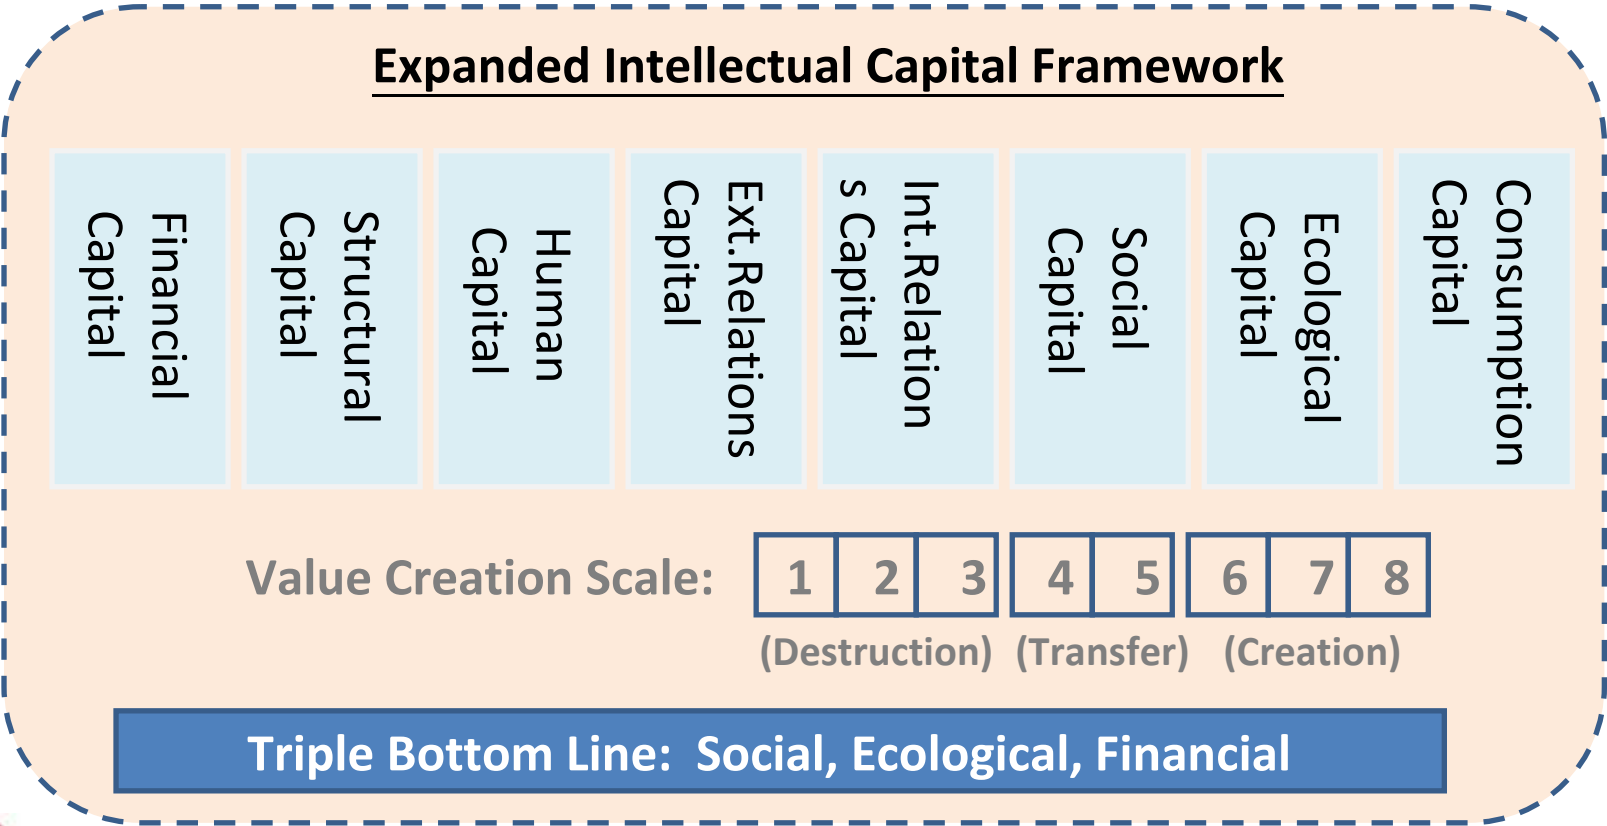 Expanded Intellectual Capital Framework
Financial
Capital
Structural
Capital
Human
Capital
Ext.Relations
Capital
Int.Relation
s Capital
Social
Capital
Ecological
Capital
Consumption
Capital
Value Creation Scale: 1 2 3 4 5 6 7 8
(Destruction) (Transfer) (Creation)
Triple Bottom Line: Social, Ecological, Financial